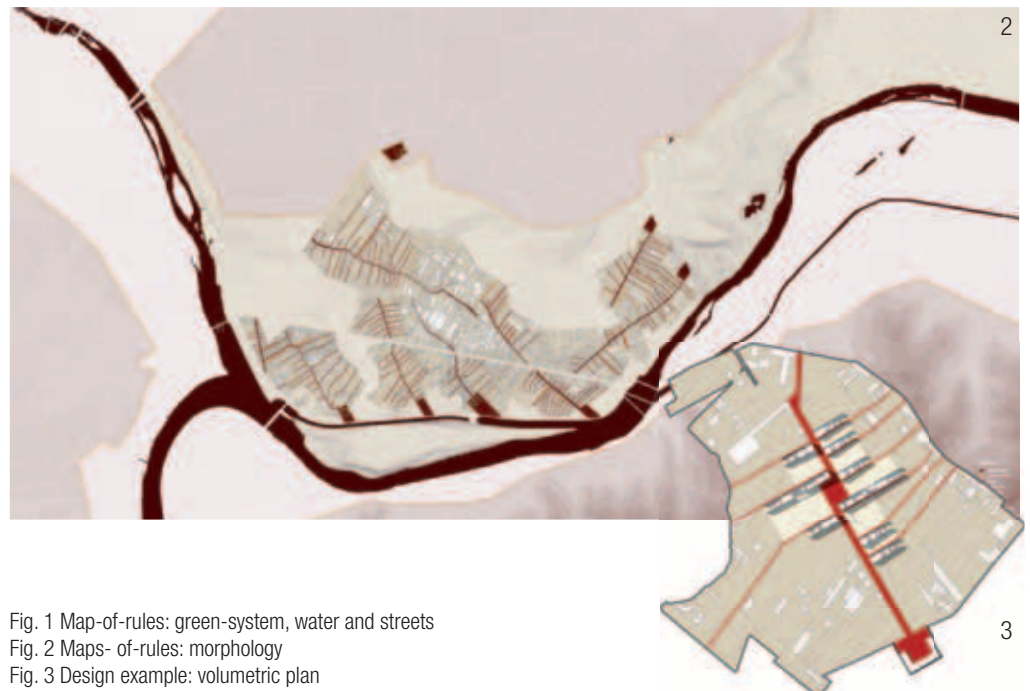 2
3
Fig. 1 Map-of-rules: green-system, water and streets
Fig. 2 Maps- of-rules: morphology
Fig. 3 Design example: volumetric plan